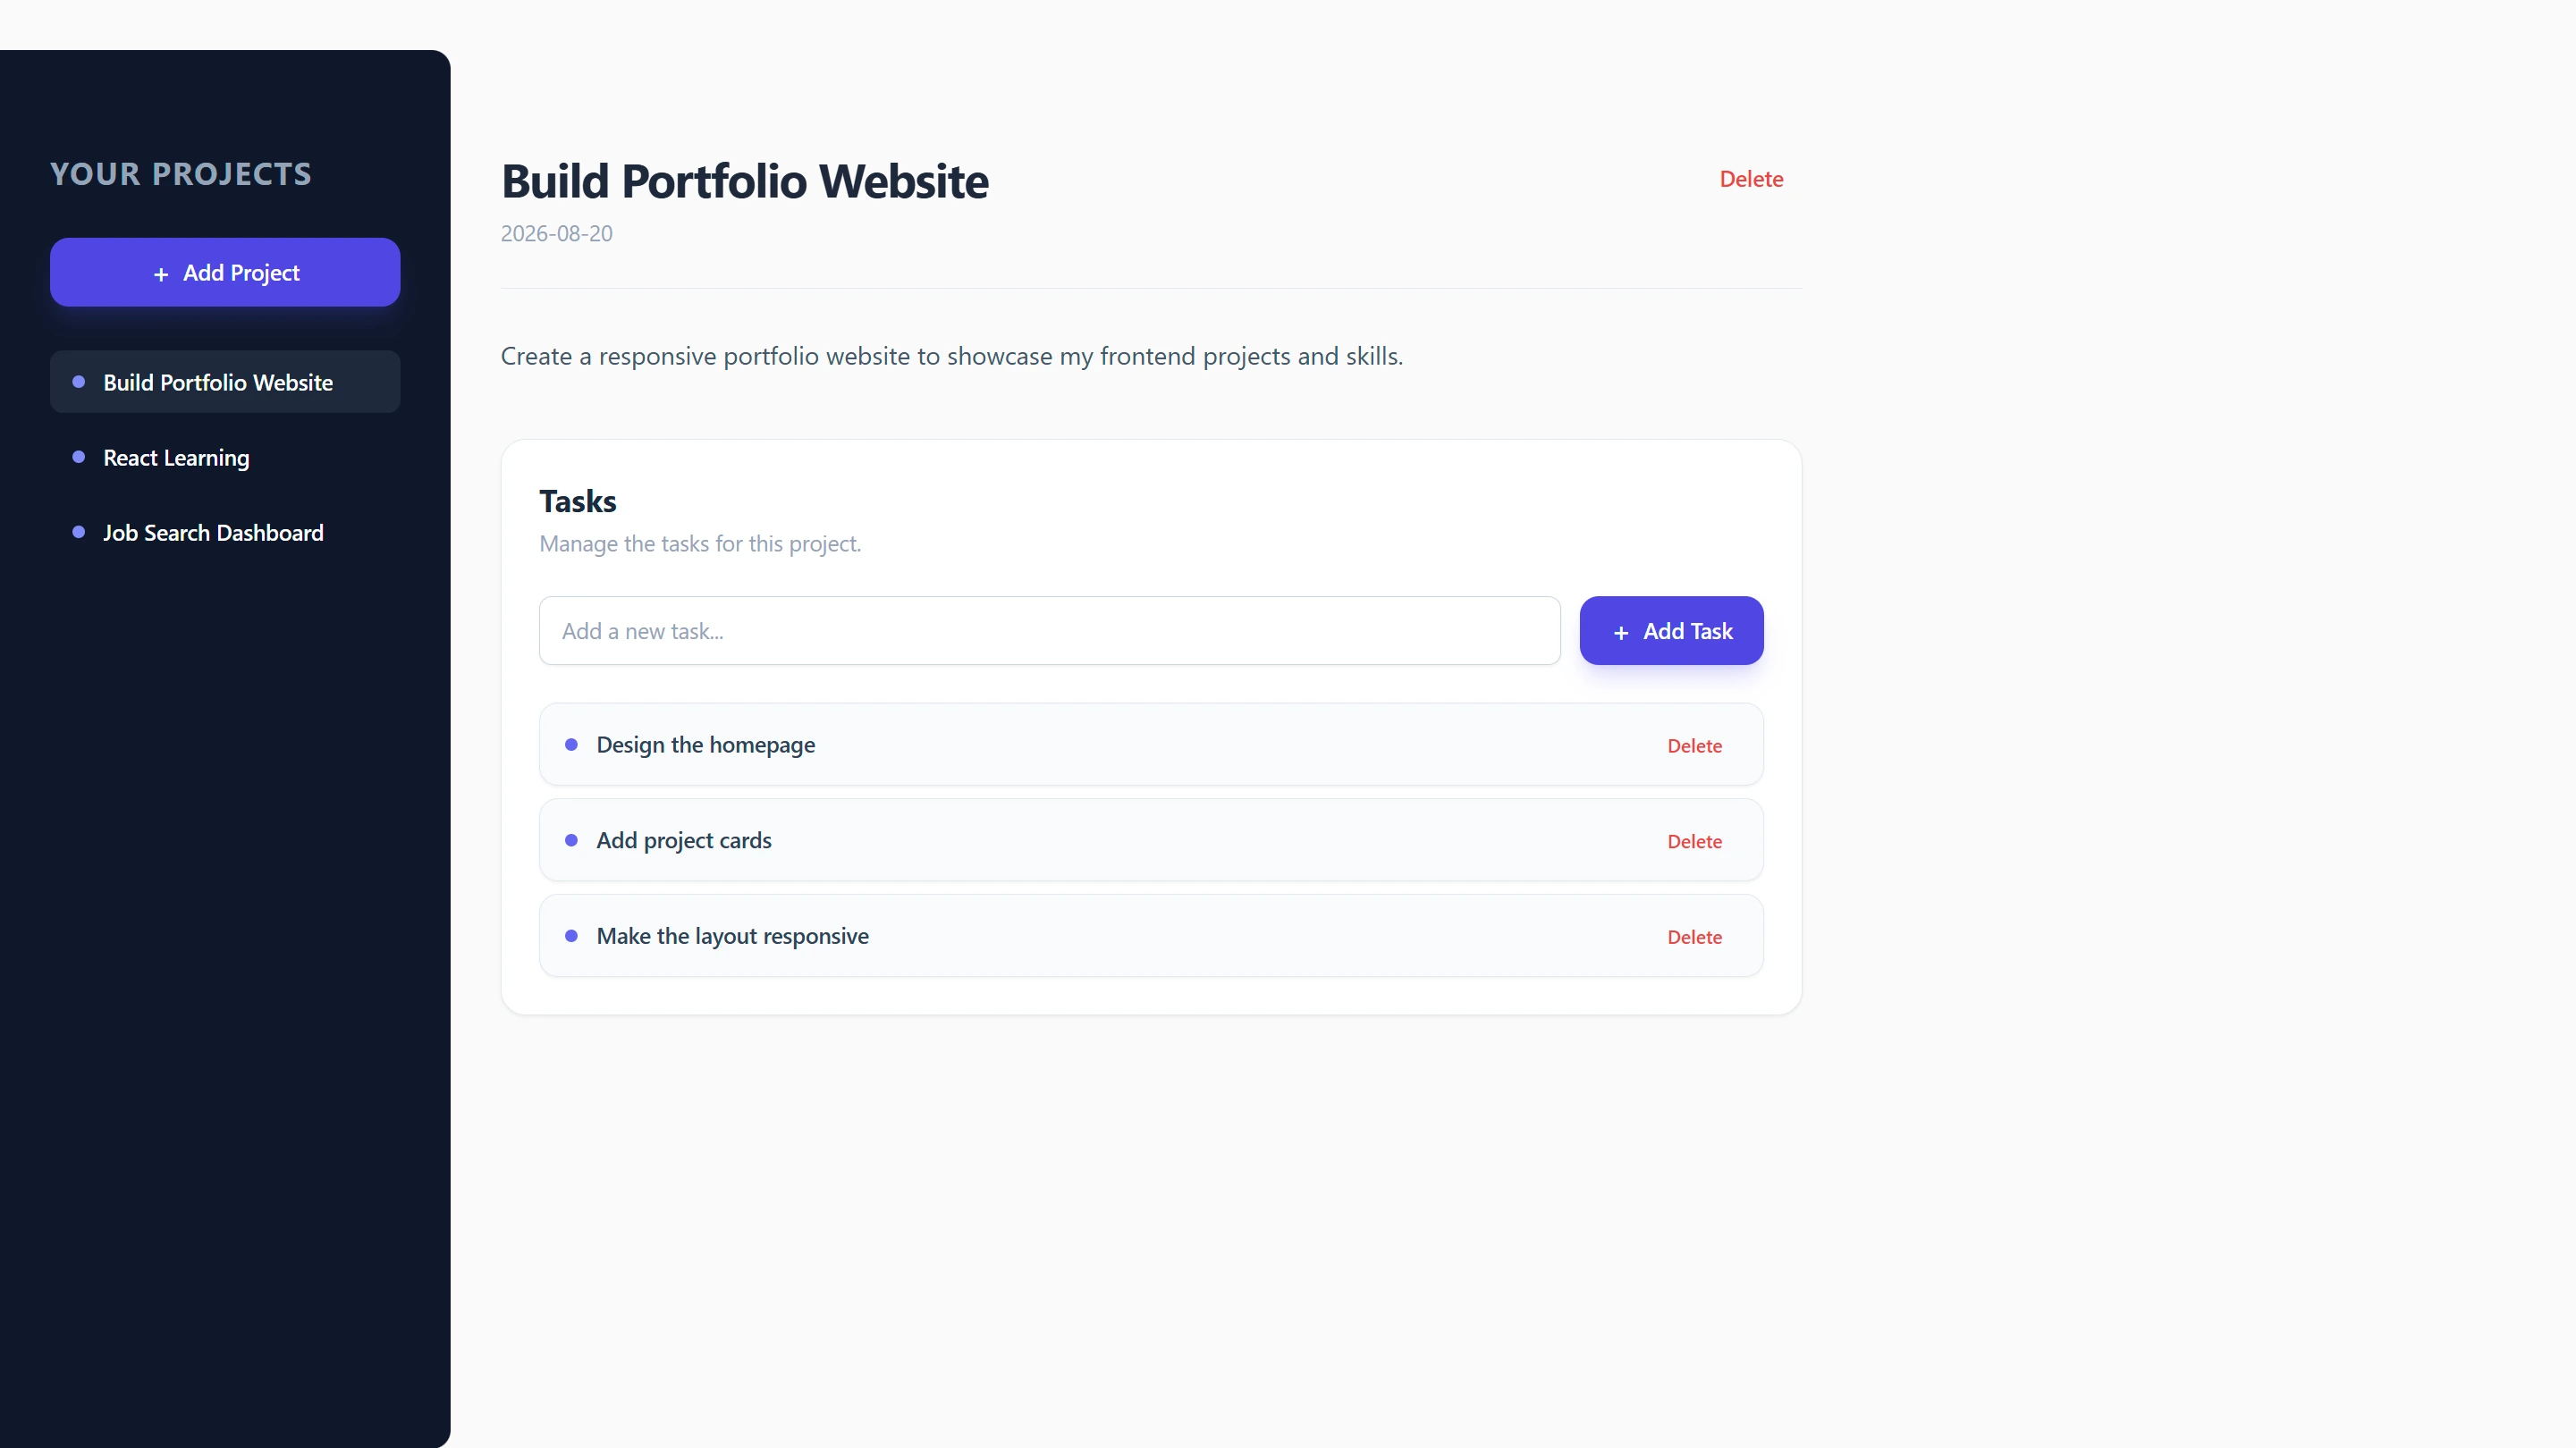 YOUR PROJECTS
+ Add Project
Build Portfolio Website
React Learning
Job Search Dashboard
Build Portfolio Website
Delete
2026-08-20
Create a responsive portfolio website to showcase my frontend projects and skills.
Tasks
Manage the tasks for this project.
Add a new task...
+ Add Task
Design the homepage
Delete
Add project cards
Delete
Make the layout responsive
Delete